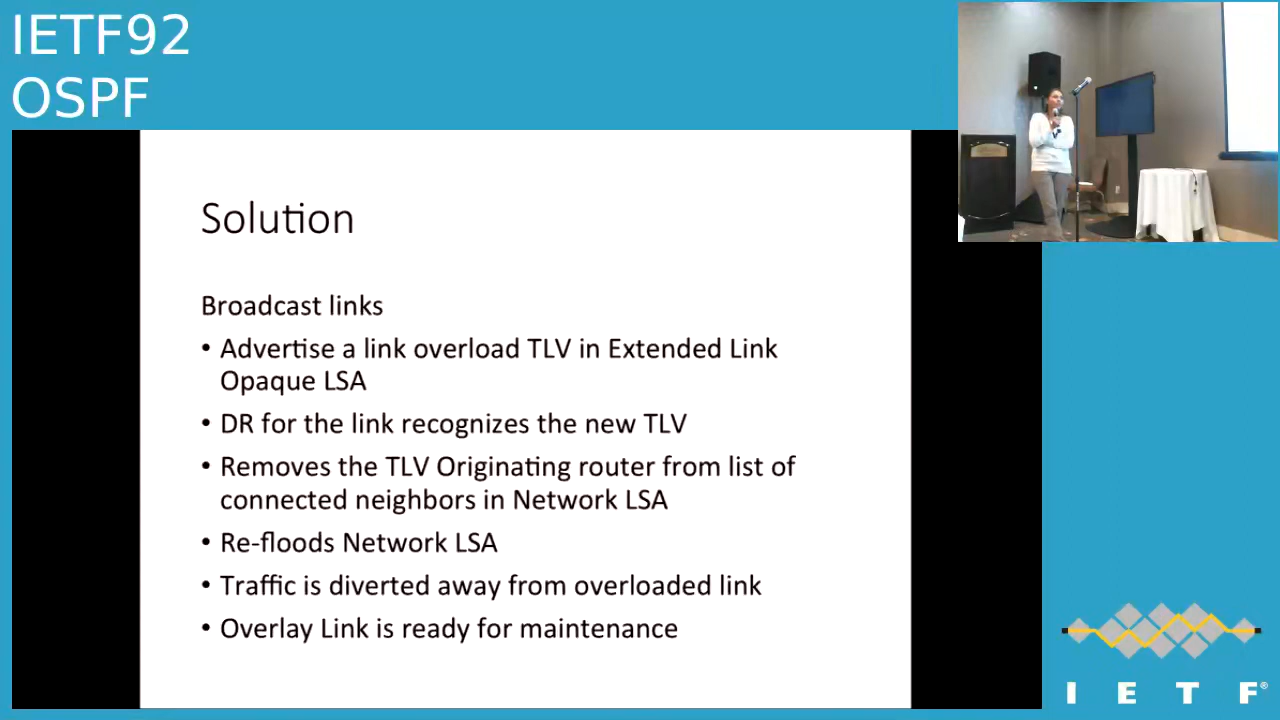 IETF92
OSPF
Solution
Broadcast links
• Advertise a link overload TLV in Extended Link
Opaque LSA
• DR for the link recognizes the new TLV
• Removes the TLV Originating router from list of
connected neighbors in Network LSA
• Re-floods Network LSA
• Traffic is diverted away from overloaded link
• Overlay Link is ready for maintenance
I E T F®